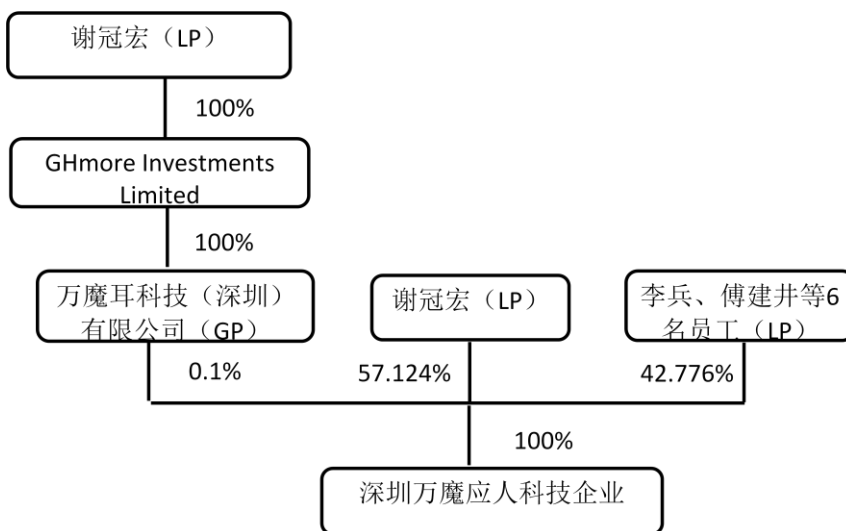 谢冠宏（LP）
100%
GHmore Investments
Limited
100%
万魔耳科技（深圳）
有限公司（GP）
谢冠宏（LP）
李兵、傅建井等6
名员工（LP）
0.1%
57.124%
42.776%
100%
深圳万魔应人科技企业